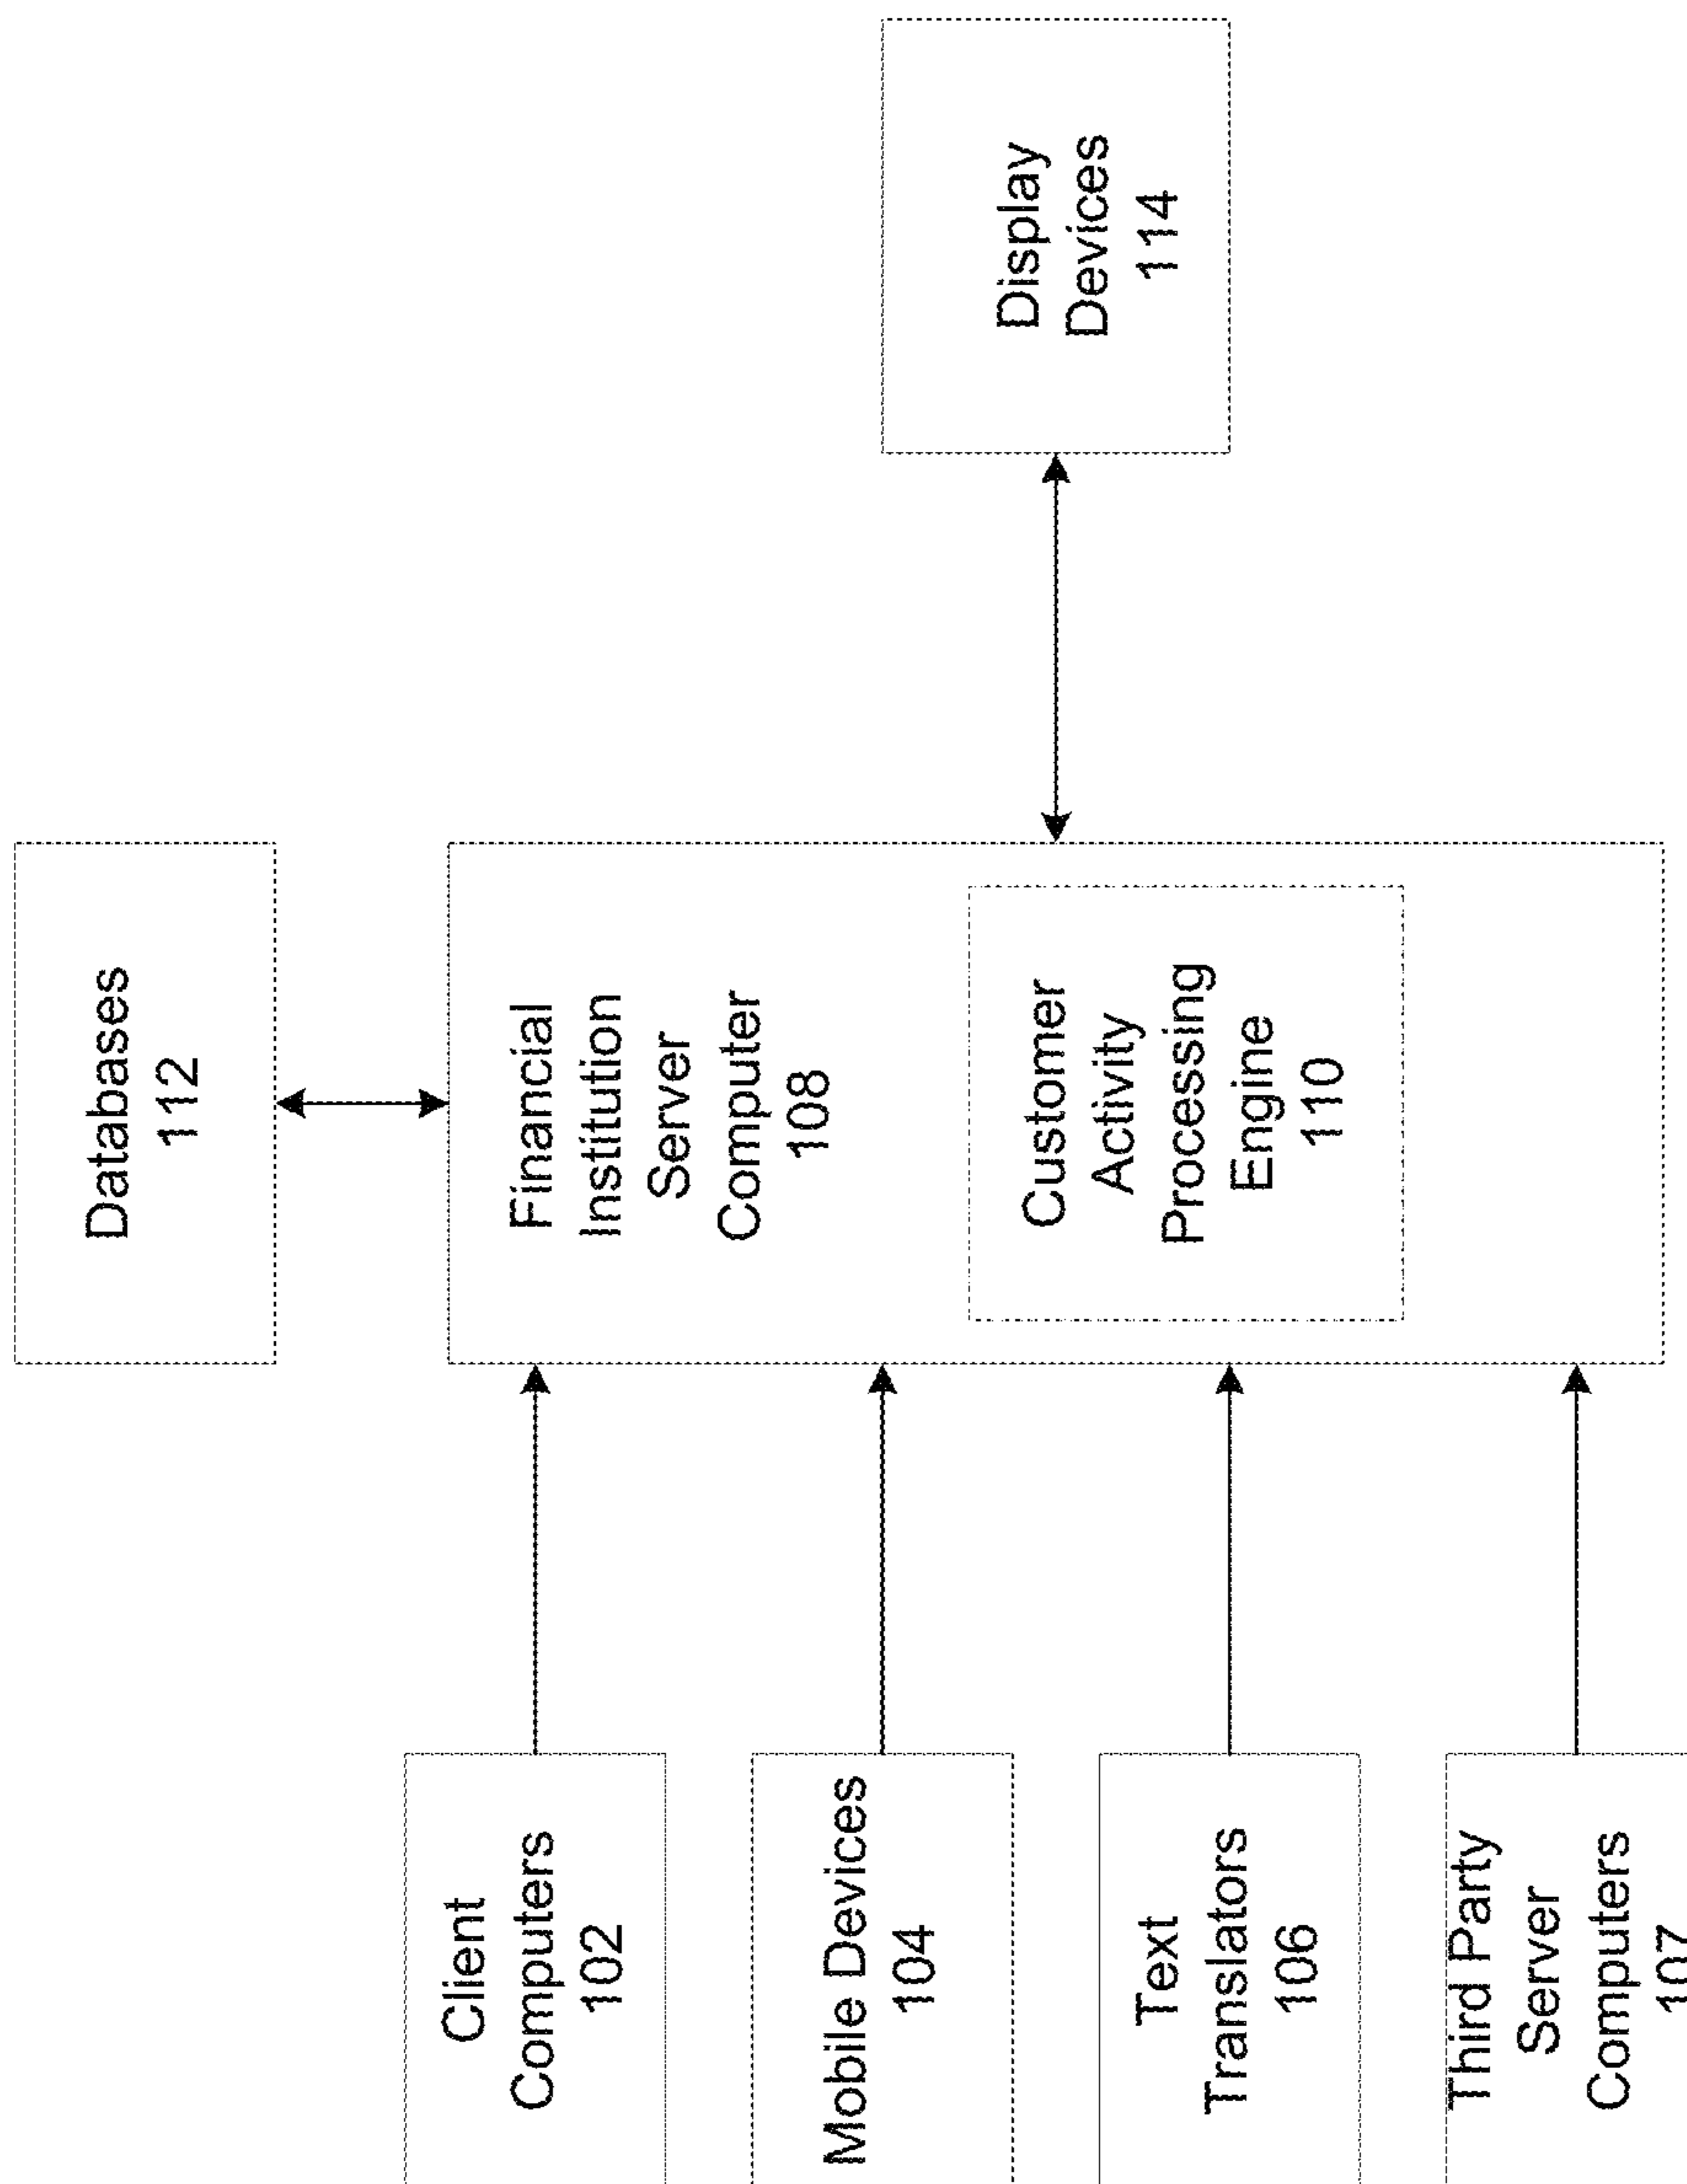 Databases
112
Client
Computers
102
Financial
Institution
Server
Computer
108
Mobile Devices
104
Display
Devices
114
Customer
Activity
Processing
Engine
110
Text
Translators
106
Third Party
Server
Computers
107